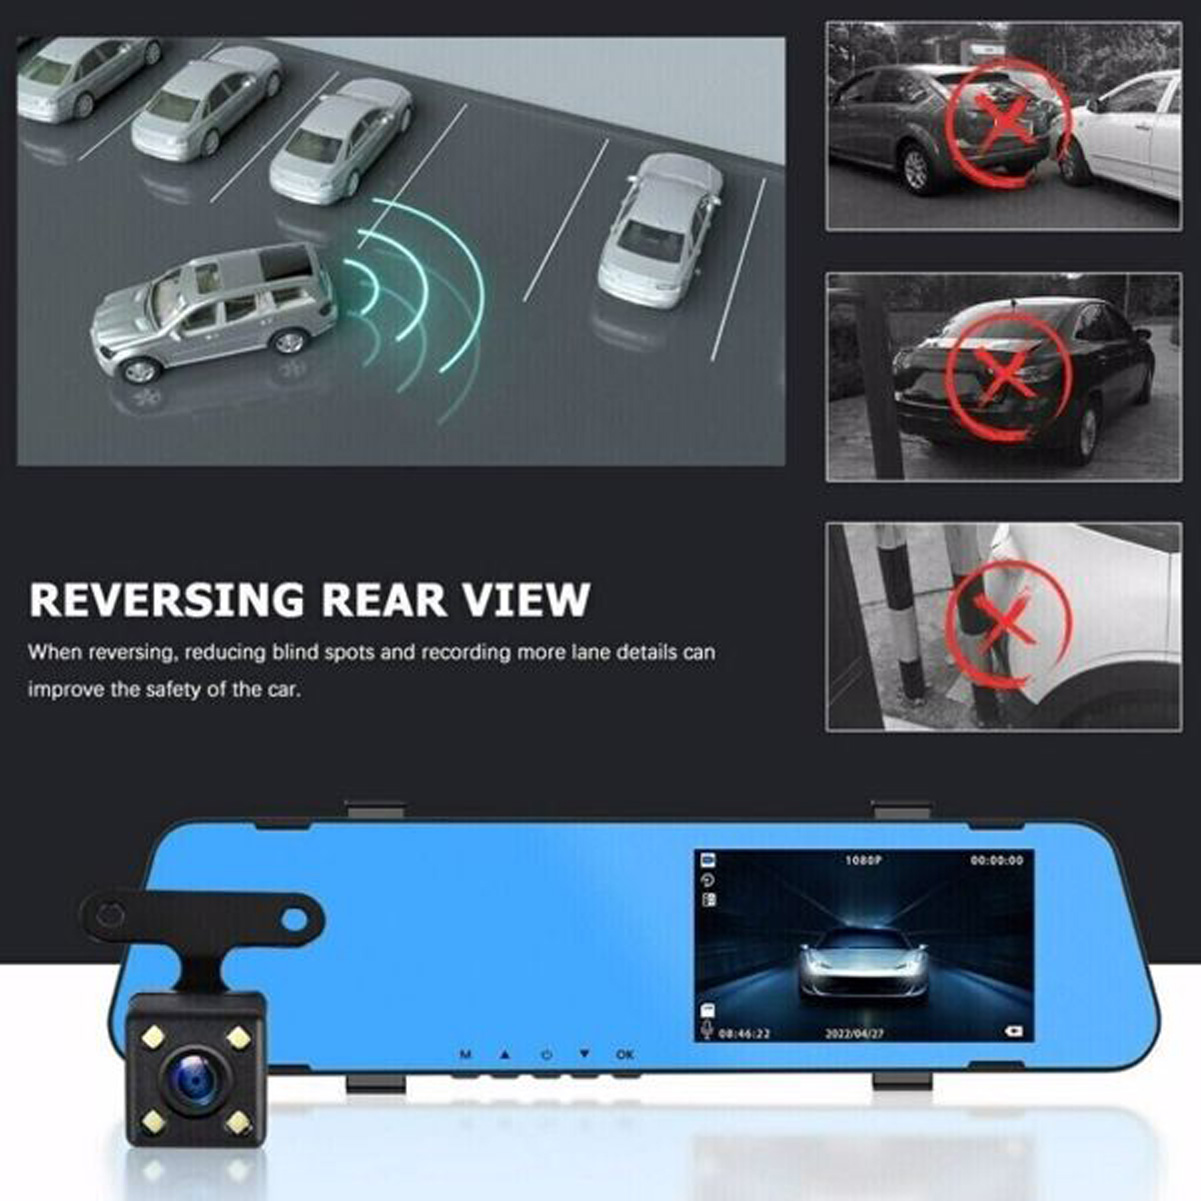 REVERSING REAR VIEW
When reversing, reducing blind spots and recording more lane details can
improve the safety of the car.
1080P 00:00:00
08:46:22 2022/04/27
M OK